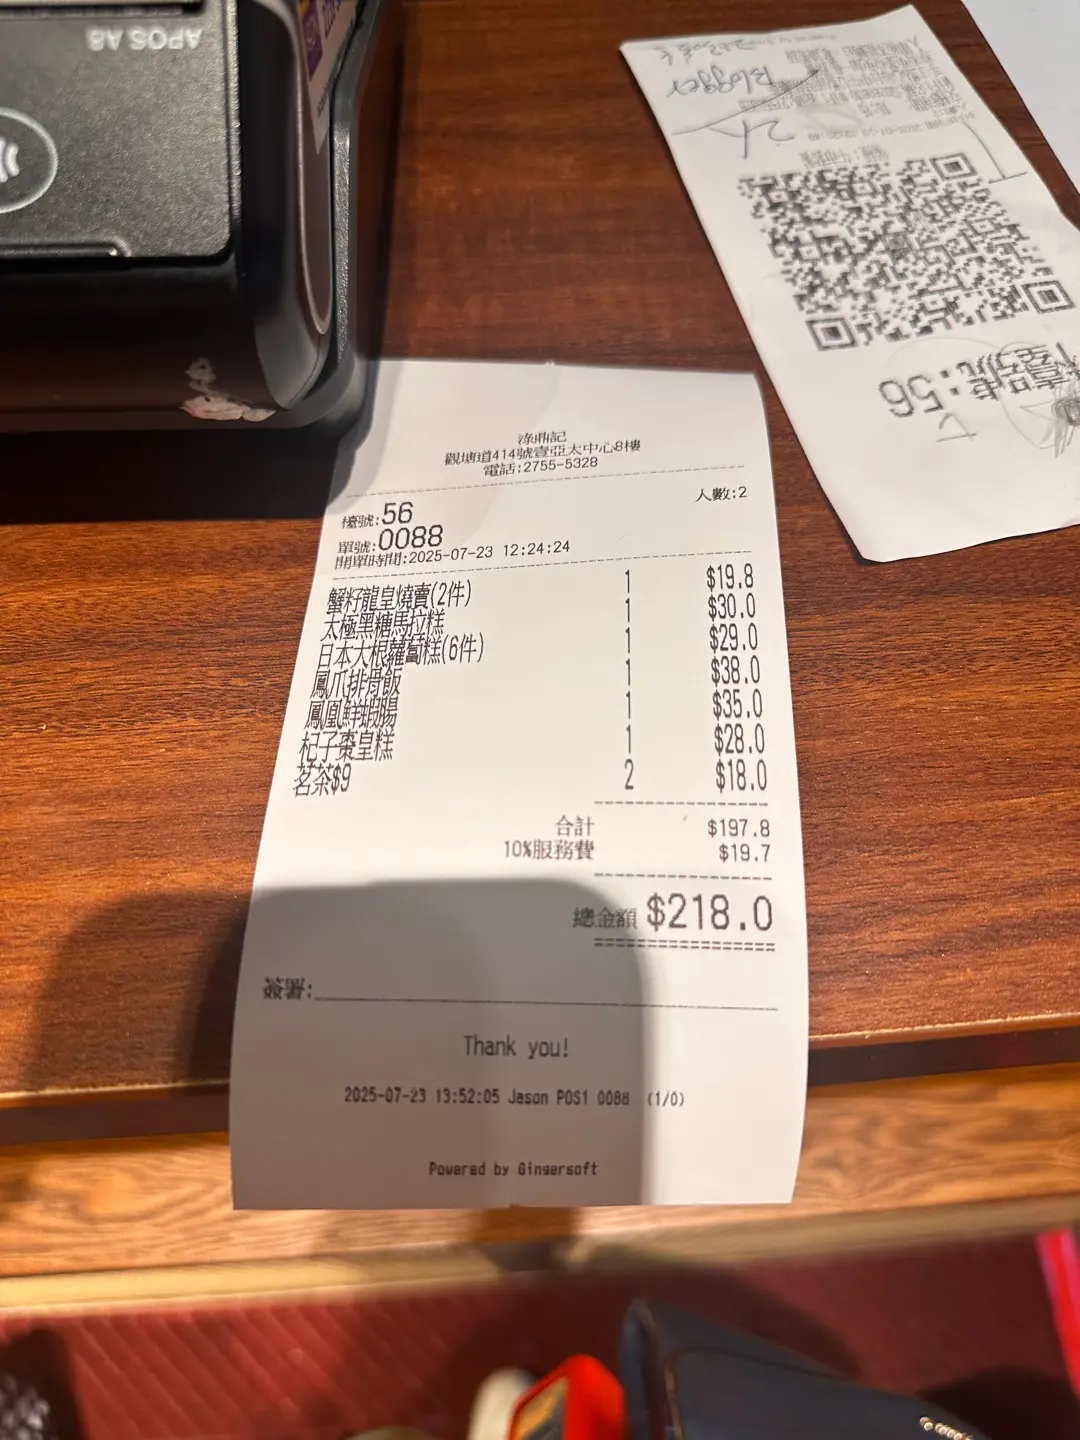 APOS A8
Blogger
檯號:56
淥鼎記
觀塘道414號壹亞太中心8樓
電話:2755-5328
人數:2
檯號:56
單號:0088
開單時間:2025-07-23 12:24:24
蟹籽龍皇燒賣(2件) 1 $19.8
太極黑糖馬拉糕 1 $30.0
日本大根蘿蔔糕(6件) 1 $29.0
鳳爪排骨飯 1 $38.0
鳳凰鮮蝦腸 1 $35.0
杞子棗皇糕 1 $28.0
茗茶$9 2 $18.0
合計 $197.8
10%服務費 $19.7
總金額 $218.0
簽署:
Thank you!
2025-07-23 13:52:05 Jason POS1 0088 (1/0)
Powered by Gingersoft